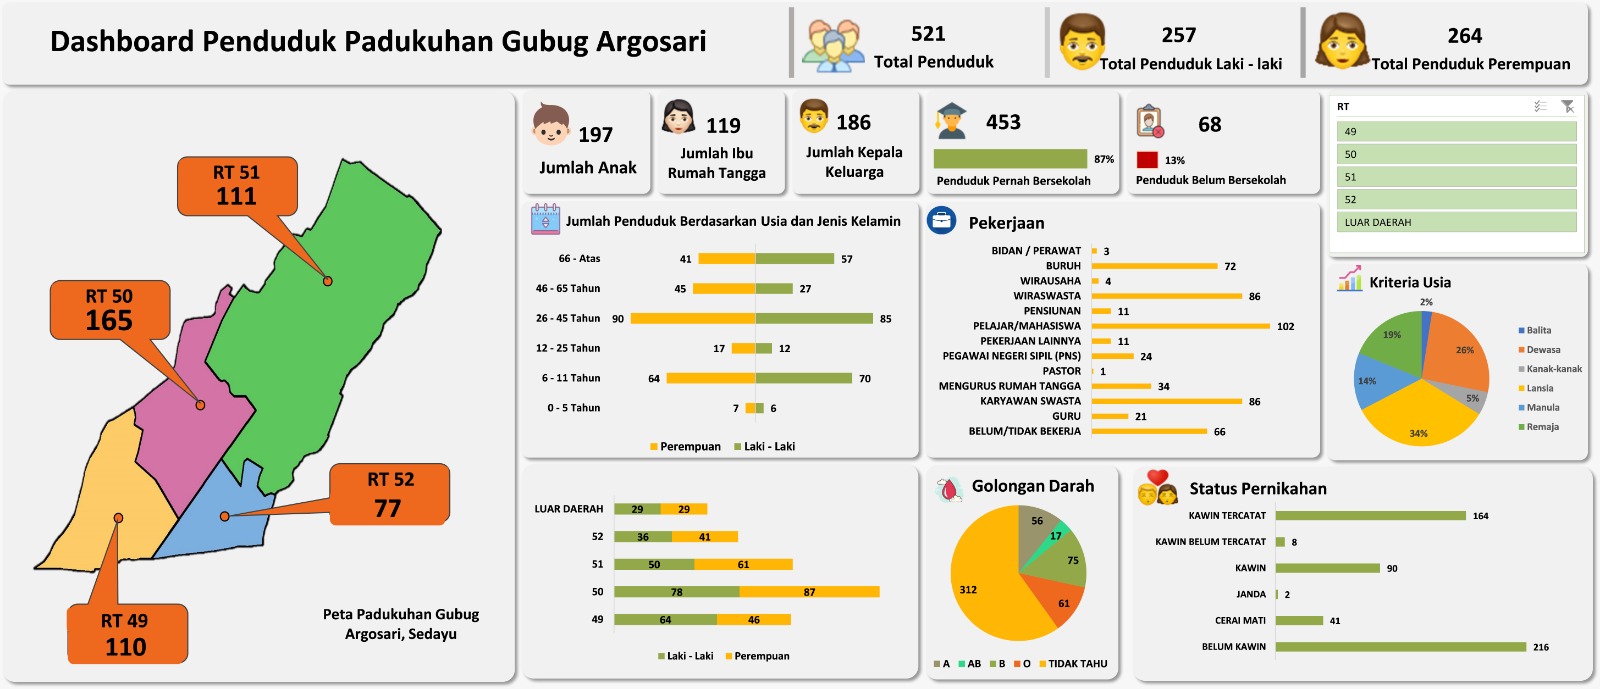 Dashboard Penduduk Padukuhan Gubug Argosari
521
Total Penduduk
257
Total Penduduk Laki - laki
264
Total Penduduk Perempuan
RT 51
111
RT 50
165
RT 52
77
RT 49
110
Peta Padukuhan Gubug
Argosari, Sedayu
197
Jumlah Anak
119
Jumlah Ibu
Rumah Tangga
186
Jumlah Kepala
Keluarga
453
87%
Penduduk Pernah Bersekolah
68
13%
Penduduk Belum Bersekolah
RT
49
50
51
52
LUAR DAERAH
Jumlah Penduduk Berdasarkan Usia dan Jenis Kelamin
66 - Atas 41 57
46 - 65 Tahun 45 27
26 - 45 Tahun 90 85
12 - 25 Tahun 17 12
6 - 11 Tahun 64 70
0 - 5 Tahun 7 6
Perempuan Laki - Laki
Pekerjaan
BIDAN / PERAWAT 3
BURUH 72
WIRAUSAHA 4
WIRASWASTA 86
PENSIUNAN 11
PELAJAR/MAHASISWA 102
PEKERJAAN LAINNYA 11
PEGAWAI NEGERI SIPIL (PNS) 24
PASTOR 1
MENGURUS RUMAH TANGGA 34
KARYAWAN SWASTA 86
GURU 21
BELUM/TIDAK BEKERJA 66
Kriteria Usia
2%
26%
5%
34%
14%
19%
Balita
Dewasa
Kanak-kanak
Lansia
Manula
Remaja
LUAR DAERAH 29 29
52 36 41
51 50 61
50 78 87
49 64 46
Laki - Laki Perempuan
Golongan Darah
56
17
75
61
312
A AB B O TIDAK TAHU
Status Pernikahan
KAWIN TERCATAT 164
KAWIN BELUM TERCATAT 8
KAWIN 90
JANDA 2
CERAI MATI 41
BELUM KAWIN 216